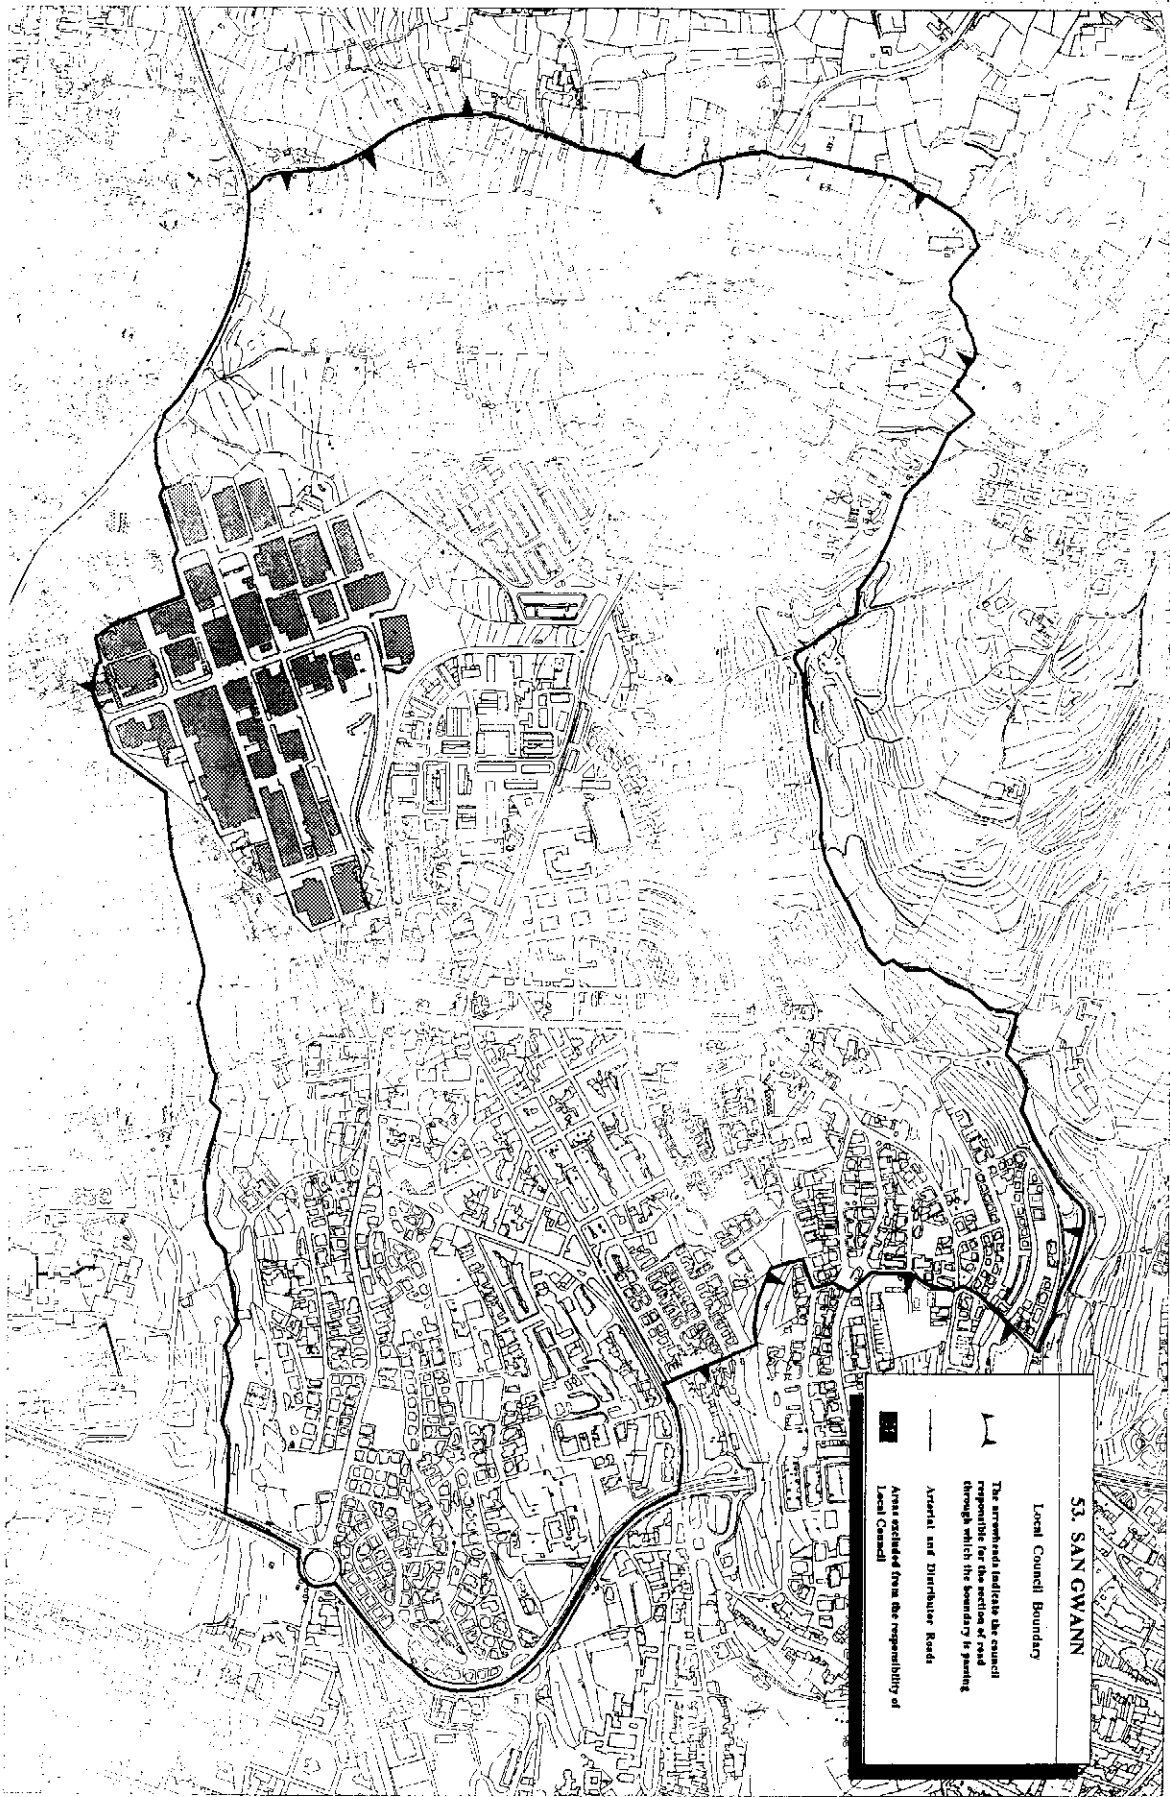 53. SAN GWANN
Local Council Boundary
The arrowheads indicate the council
responsible for the section of road
through which the boundary is passing
Arterial and Distributor Roads
Areas excluded from the responsibility of
Local Council